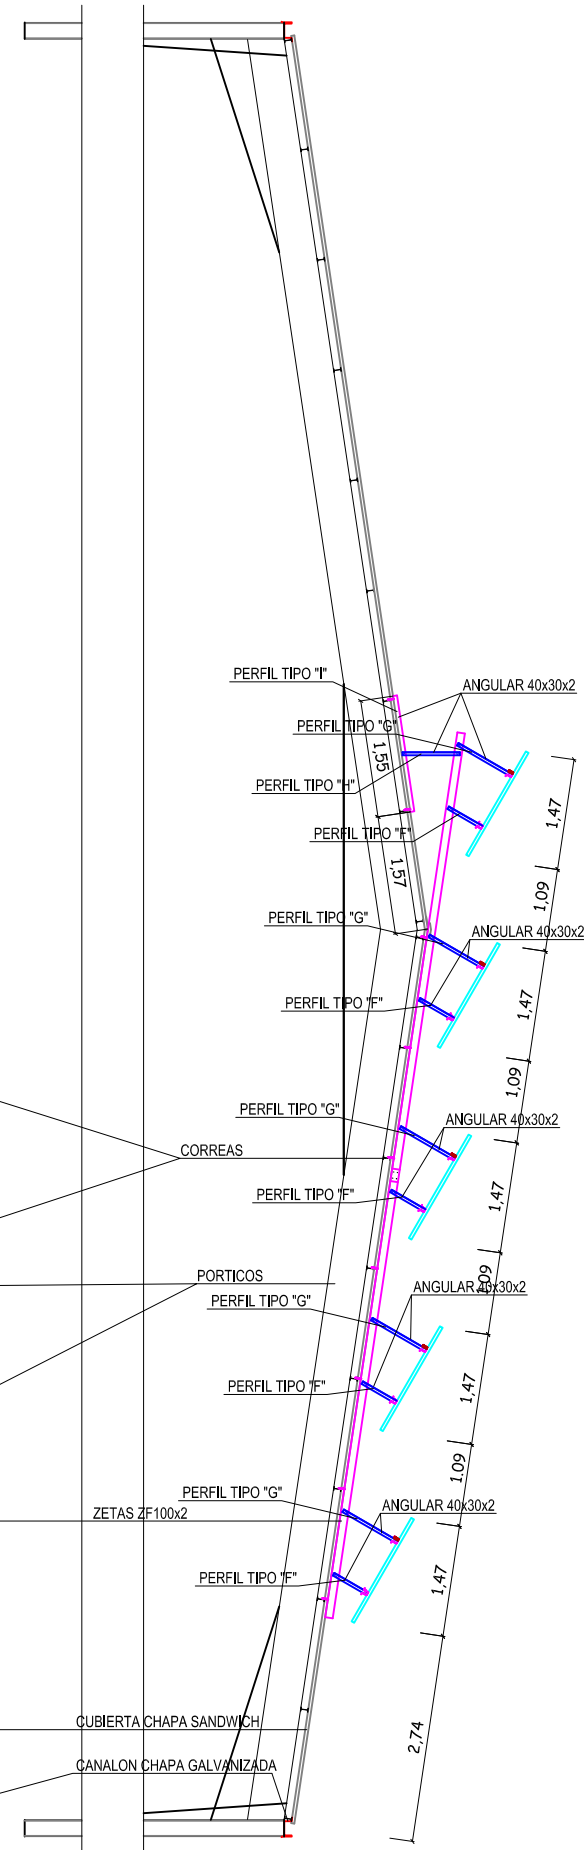 PERFIL TIPO "I"
ANGULAR 40x30x2
PERFIL TIPO "G"
1,55
PERFIL TIPO "H"
1,47
PERFIL TIPO "F"
1,57
1,09
PERFIL TIPO "G"
ANGULAR 40x30x2
PERFIL TIPO "F"
1,47
1,09
PERFIL TIPO "G"
ANGULAR 40x30x2
CORREAS
PERFIL TIPO "F"
1,47
PORTICOS
1,09
ANGULAR 40x30x2
PERFIL TIPO "G"
PERFIL TIPO "F"
1,47
1.09
PERFIL TIPO "G"
ANGULAR 40x30x2
ZETAS ZF100x2
PERFIL TIPO "F"
1,47
CUBIERTA CHAPA SANDWICH
2,74
CANALON CHAPA GALVANIZADA